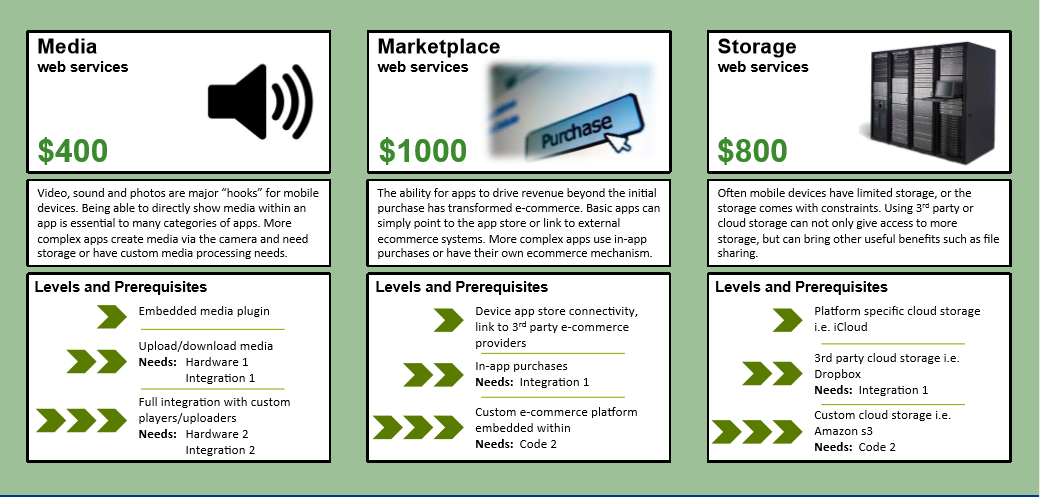 Media
web services
$400
Video, sound and photos are major “hooks” for mobile
devices. Being able to directly show media within an
app is essential to many categories of apps. More
complex apps create media via the camera and need
storage or have custom media processing needs.
Levels and Prerequisites
Embedded media plugin
Upload/download media
Needs: Hardware 1
Integration 1
Full integration with custom
players/uploaders
Needs: Hardware 2
Integration 2
Marketplace
web services
$1000
Purchase
The ability for apps to drive revenue beyond the initial
purchase has transformed e-commerce. Basic apps can
simply point to the app store or link to external
ecommerce systems. More complex apps use in-app
purchases or have their own ecommerce mechanism.
Levels and Prerequisites
Device app store connectivity,
link to 3rd party e-commerce
providers
In-app purchases
Needs: Integration 1
Custom e-commerce platform
embedded within
Needs: Code 2
Storage
web services
$800
Often mobile devices have limited storage, or the
storage comes with constraints. Using 3rd party or
cloud storage can not only give access to more
storage, but can bring other useful benefits such as file
sharing.
Levels and Prerequisites
Platform specific cloud storage
i.e. iCloud
3rd party cloud storage i.e.
Dropbox
Needs: Integration 1
Custom cloud storage i.e.
Amazon s3
Needs: Code 2